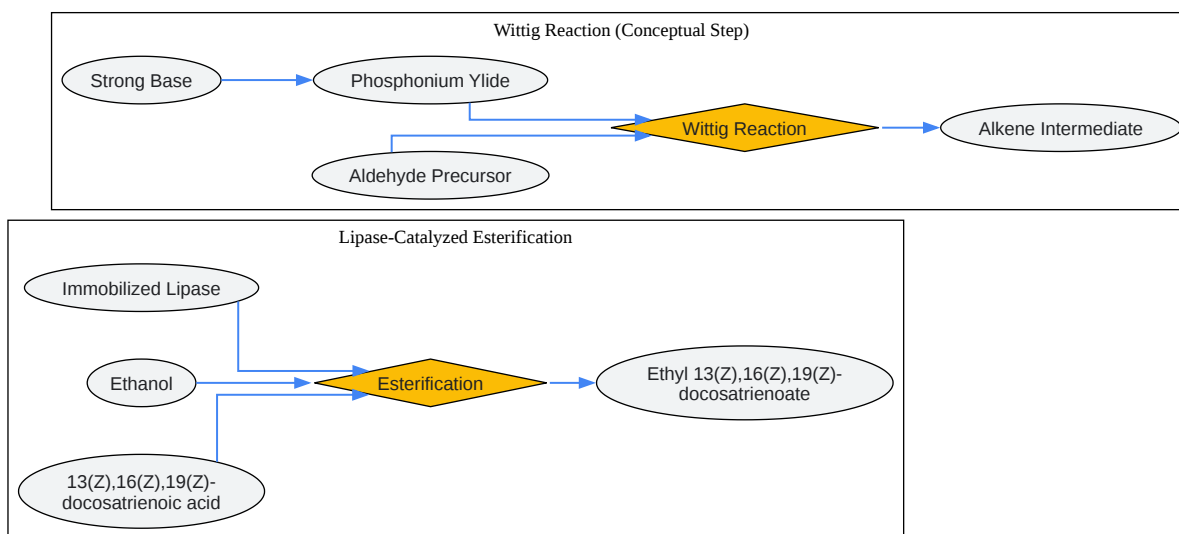 Wittig Reaction (Conceptual Step)
Strong Base
Phosphonium Ylide
Wittig Reaction
Alkene Intermediate
Aldehyde Precursor
Lipase-Catalyzed Esterification
Immobilized Lipase
Ethanol
Esterification
Ethyl 13(Z),16(Z),19(Z)-
docosatrienoate
13(Z),16(Z),19(Z)-
docosatrienoic acid